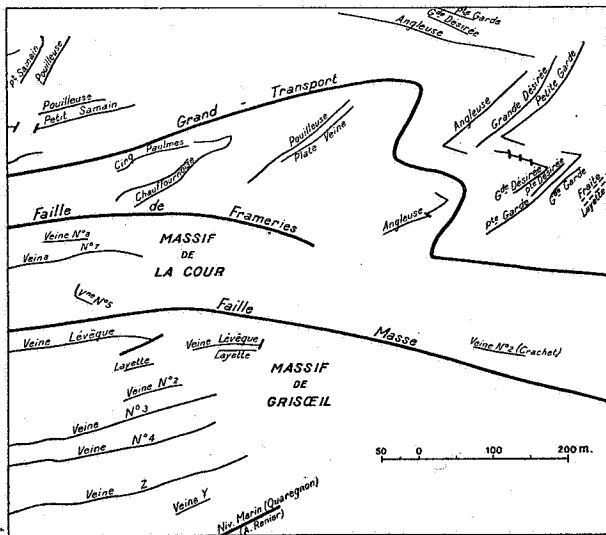 Pte Garde
Gde Désirée
Angleuse
Pt Samain
Pouilleuse
Pouilleuse
Petit Samain
Grand - Transport
Angleuse
Grande Désirée
Petite Garde
Cinq Paulmes
Chauffournoise
Pouilleuse
Plate Veine
Gde Désirée
Pte Désirée
Pte Garde
Gde Garde
Fraite
Layette
Angleuse
Faille de Frameries
Veine N°8
Veine N°7
MASSIF
DE
LA COUR
Vne N°5
Faille Masse
Veine Lévêque
Layette
Veine Lévêque
Layette
Veine N°2 (Crachet)
MASSIF
DE
GRISŒIL
Veine N°2
Veine N°3
Veine N°4
Veine Z
Veine Y
Niv. Marin (Quaregnon)
(A. Renier)
50 0 100 200 m.